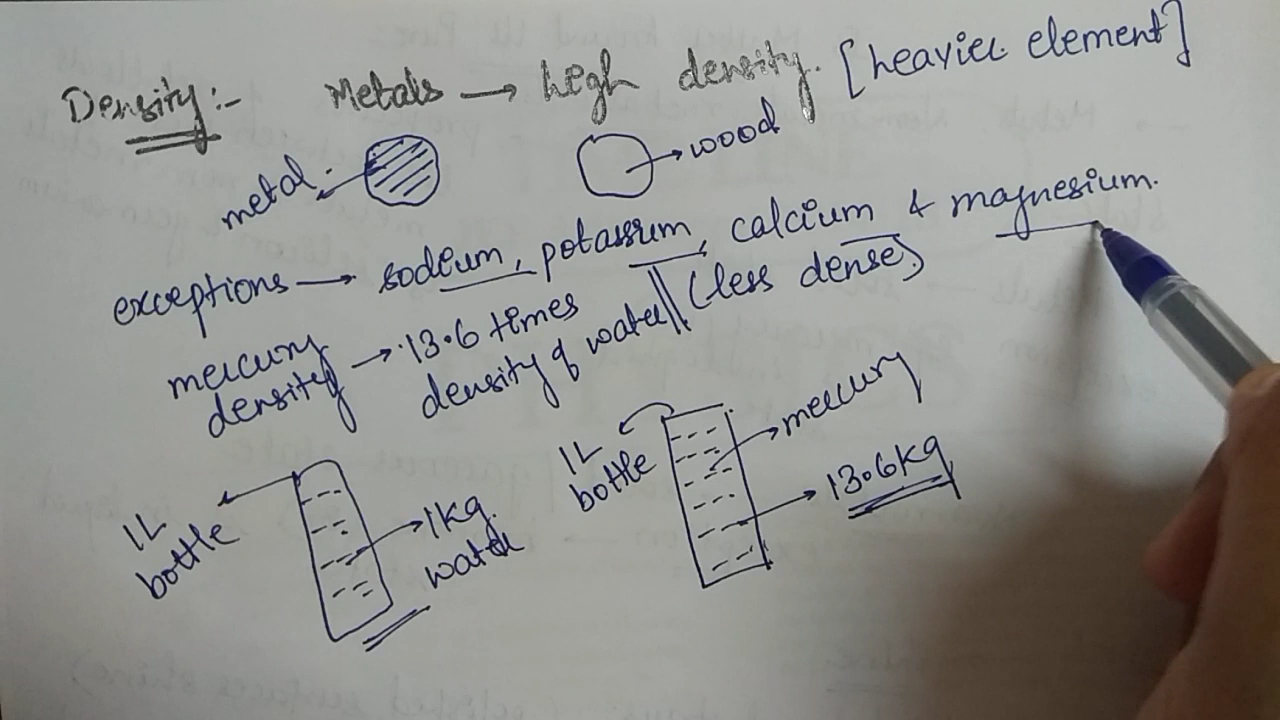 Density:- Metals → high density. [heavier element]
metal.
wood
exceptions → sodium, potassium, calcium & magnesium.
(less dense)
mercury density → 13.6 times density of water
1L bottle
1kg. water
1L bottle
mercury
13.6kg